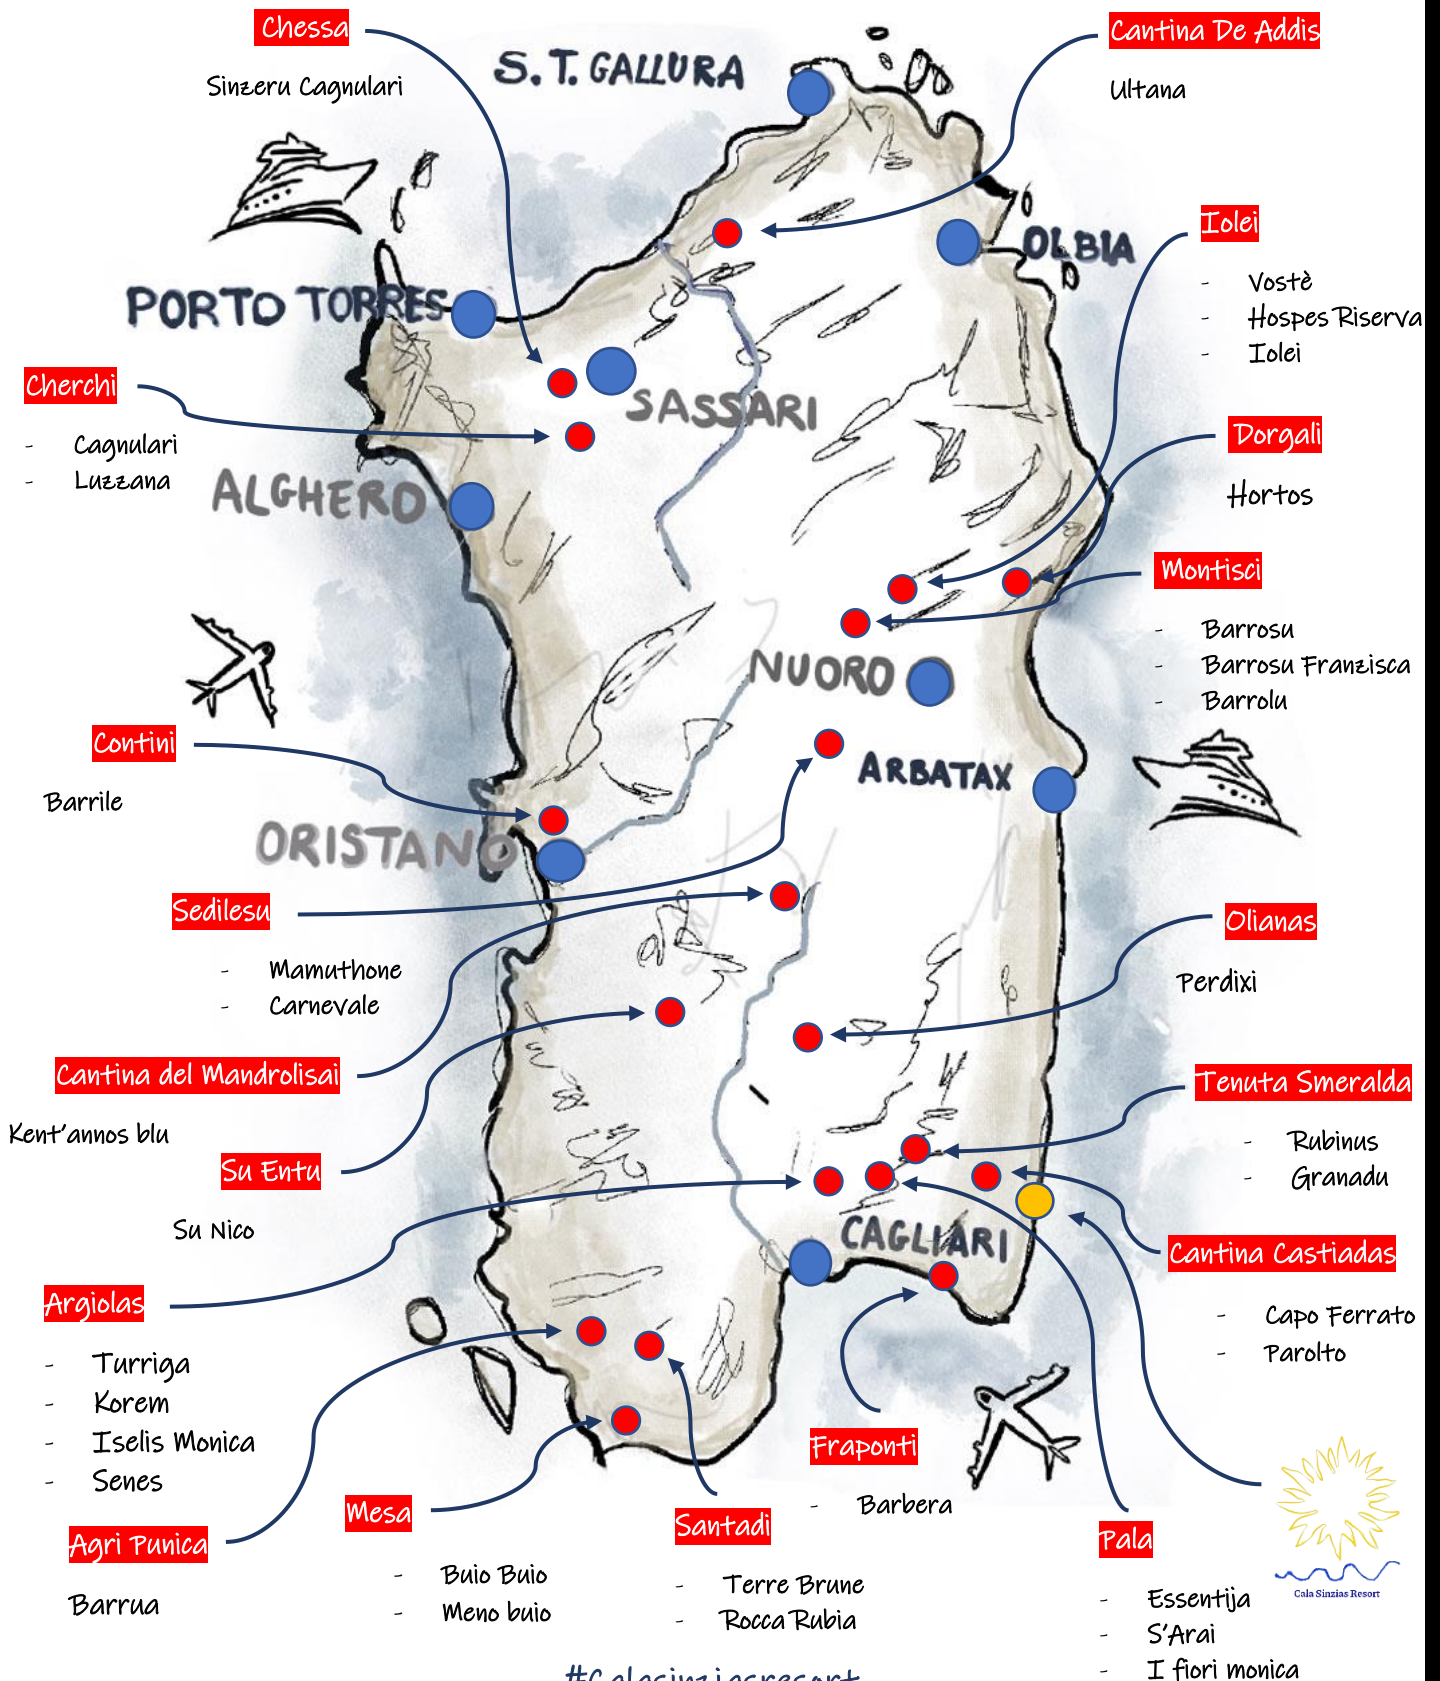 Chessa
Sinzeru Cagnulari
Cantina De Addis
Ultana
S.T. GALLURA
Iolei
- Vostè
- Hospes Riserva
- Iolei
OLBIA
PORTO TORRES
Cherchi
- Cagnulari
- Luzzana
SASSARI
Dorgali
Hortos
ALGHERO
Montisci
- Barrosu
- Barrosu Franzisca
- Barrolu
NUORO
Contini
Barrile
ARBATAX
ORISTANO
Sedilesu
- Mamuthone
- Carnevale
Olianas
Perdixi
Cantina del Mandrolisai
Kent'annos blu
Tenuta Smeralda
- Rubinus
- Granadu
Su Entu
Su Nico
CAGLIARI
Cantina Castiadas
- Capo Ferrato
- Parolto
Argiolas
- Turriga
- Korem
- Iselis Monica
- Senes
Fraponti
- Barbera
Agri Punica
Barrua
Mesa
- Buio Buio
- Meno buio
Santadi
- Terre Brune
- Rocca Rubia
Pala
- Essentija
- S'Arai
- I fiori monica
Cala Sinzias Resort
#Calasinziasresort